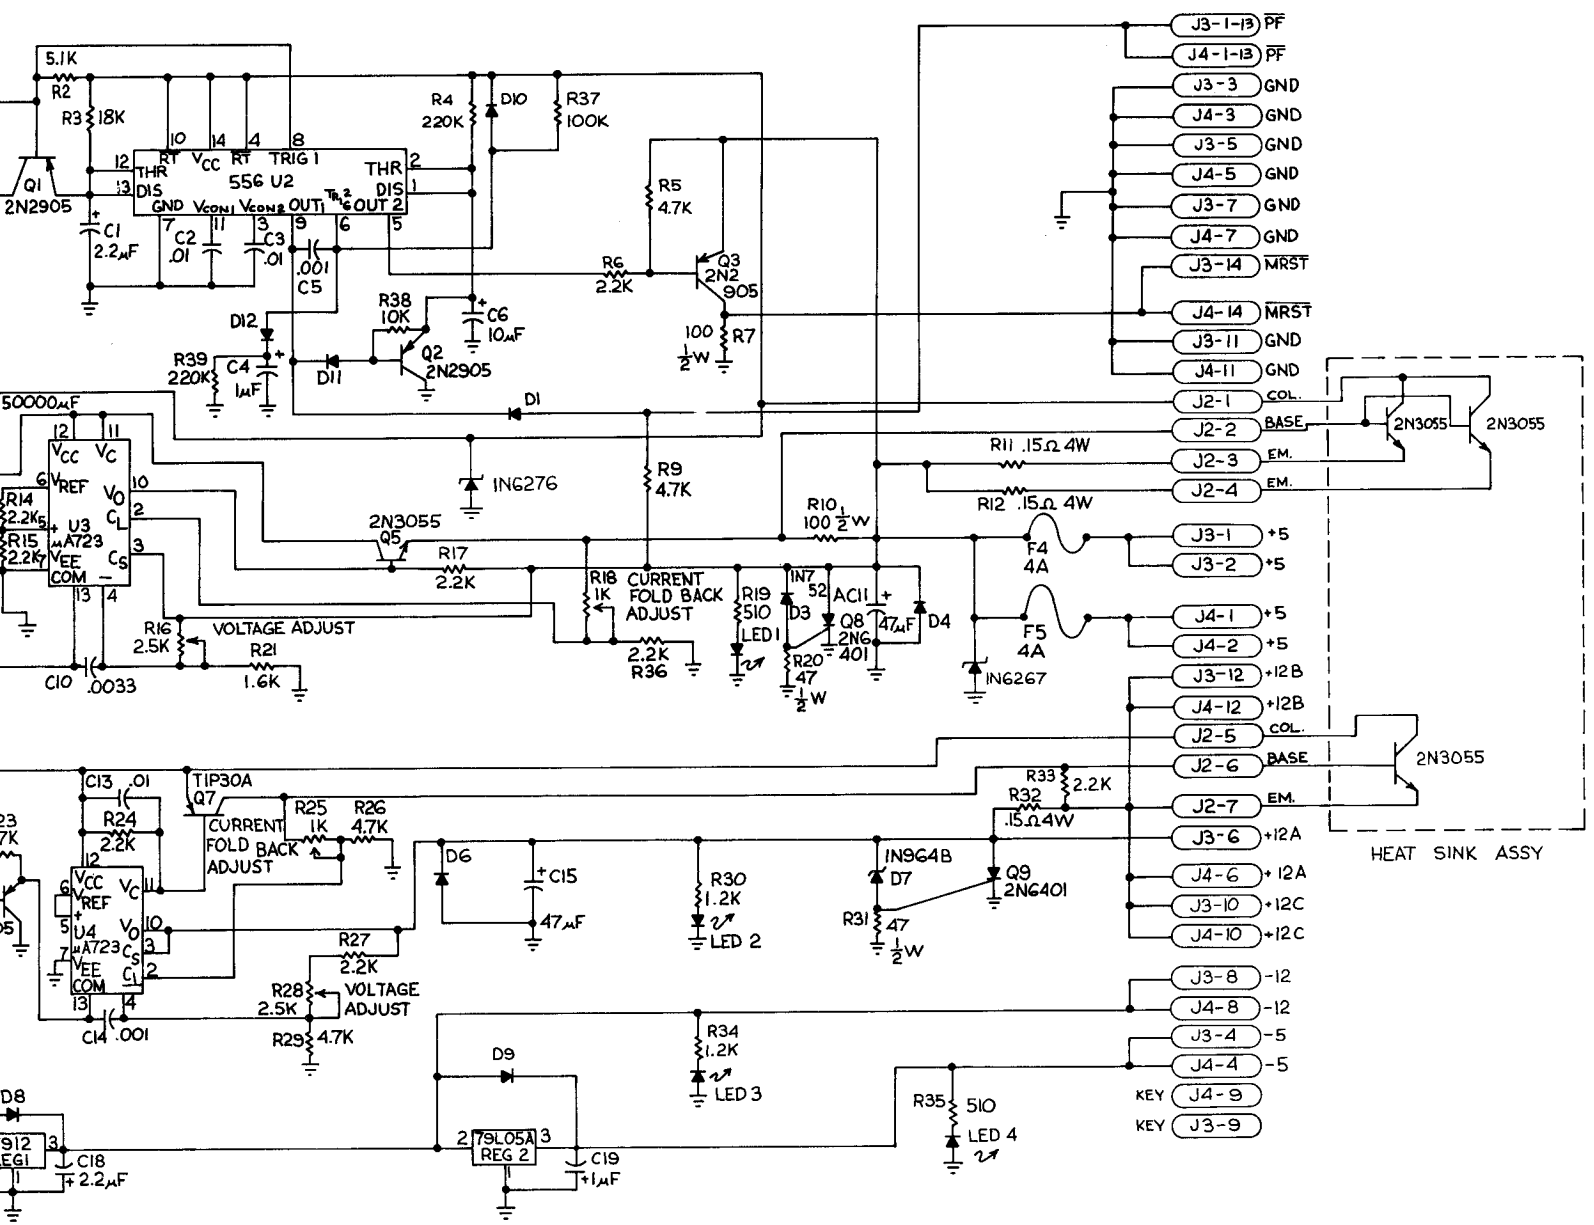 5.1K
R2
R3 18K
R4
220K
D10
R37
100K
J3-1-13 PF
J4-1-13 PF
J3-3 GND
J4-3 GND
J3-5 GND
J4-5 GND
J3-7 GND
J4-7 GND
J3-14 MRST
J4-14 MRST
J3-11 GND
J4-11 GND
J2-1 COL.
J2-2 BASE
J2-3 EM.
J2-4 EM.
J3-1 +5
J3-2 +5
J4-1 +5
J4-2 +5
J3-12 +12B
J4-12 +12B
J2-5 COL.
J2-6 BASE
J2-7 EM.
J3-6 +12A
J4-6 +12A
J3-10 +12C
J4-10 +12C
J3-8 -12
J4-8 -12
J3-4 -5
J4-4 -5
KEY J4-9
KEY J3-9
2N3055
2N3055
2N3055
HEAT SINK ASSY
Q1
2N2905
10 14 4 8
RT VCC RT TRIG 1
12 THR
13 DIS
556 U2
THR 2
DIS 1
GND VCON1 VCON2 OUT1 OUT 2
7 11 3 9 6 5
C1
2.2µF
C2
.01
C3
.01
.001
C5
R5
4.7K
R6
2.2K
Q3
2N2
905
100
½W
R7
D12
R38
10K
C6
10µF
R39
220K
C4
1µF
D11
Q2
2N2905
D1
50000µF
12 11
VCC VC
6 VREF
VO 10
CL 2
CS 3
U3
µA723
5 +
7 VEE
COM -
13 4
R14
2.2K
R15
2.2K
1N6276
R9
4.7K
2N3055
Q5
R17
2.2K
R10
100 ½W
R11 .15Ω 4W
R12 .15Ω 4W
F4
4A
F5
4A
R18
1K
CURRENT
FOLD BACK
ADJUST
R16
2.5K
VOLTAGE ADJUST
R21
1.6K
C10 .0033
2.2K
R36
R19
510
LED1
1N7
52
D3
R20
47
½W
AC11
Q8
2N6
401
47µF
D4
1N6267
C13 .01
R24
2.2K
TIP30A
Q7
CURRENT
FOLD BACK
ADJUST
R25
1K
R26
4.7K
R33
2.2K
R32
.15Ω4W
12
VCC
6 VREF
VC 11
+
5
U4
µA723
VO 10
CS 3
CL 2
7 VEE
COM
13 4
C14 .001
D6
C15
47µF
R27
2.2K
R28
2.5K
VOLTAGE
ADJUST
R29 4.7K
R30
1.2K
LED 2
1N964B
D7
R31 47
½W
Q9
2N6401
D9
R34
1.2K
LED 3
R35 510
LED 4
D8
3
1
C18
2.2µF
2 79L05A 3
REG 2
1
C19
1µF